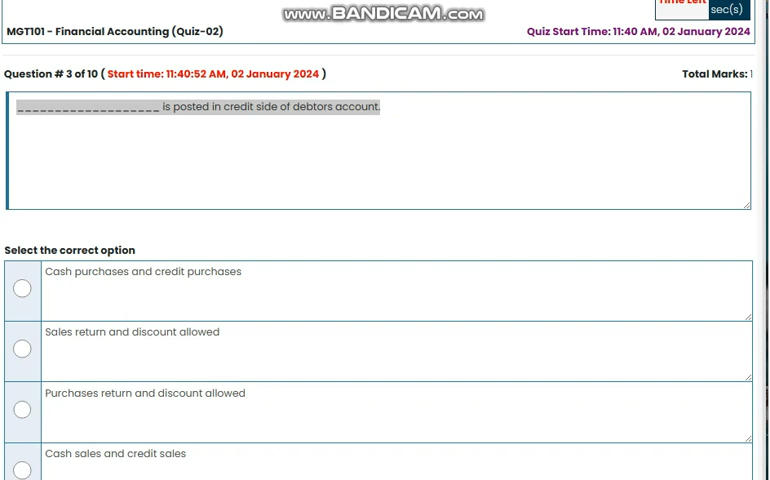 www.BANDICAM.com
Time Left
sec(s)
MGT101 - Financial Accounting (Quiz-02)
Quiz Start Time: 11:40 AM, 02 January 2024
Question # 3 of 10 ( Start time: 11:40:52 AM, 02 January 2024 )
Total Marks: 1
___________________ is posted in credit side of debtors account.
Select the correct option
Cash purchases and credit purchases
Sales return and discount allowed
Purchases return and discount allowed
Cash sales and credit sales